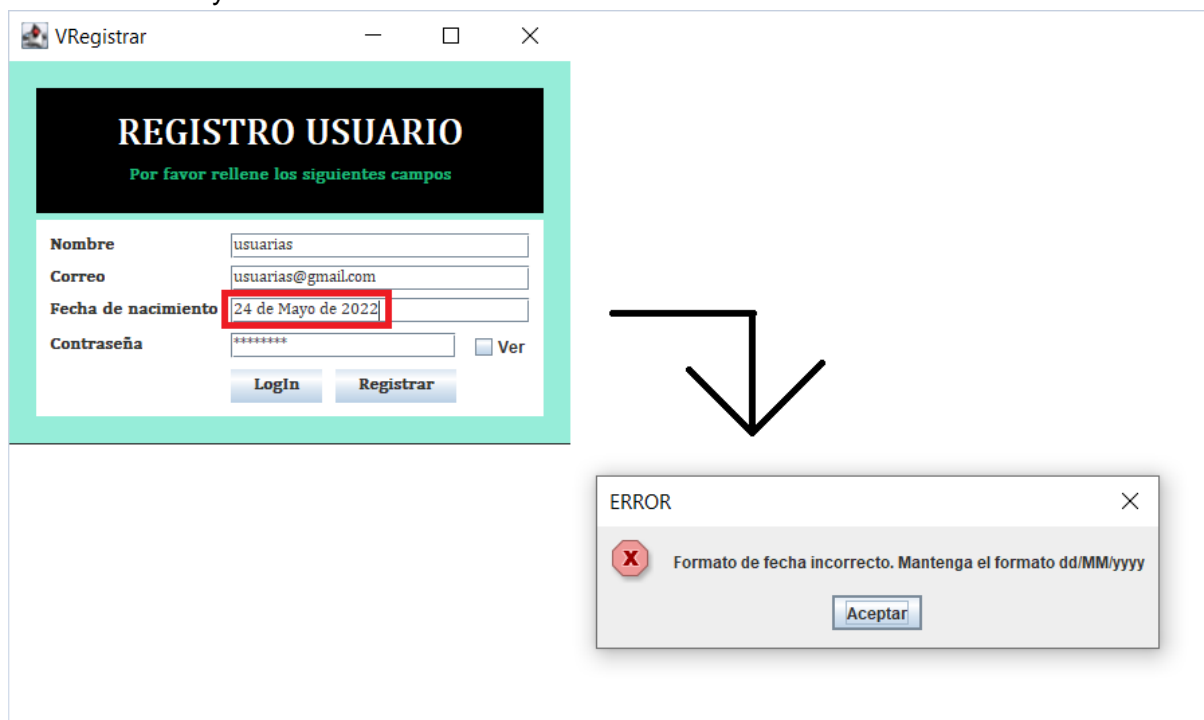 VRegistrar
REGISTRO USUARIO
Por favor rellene los siguientes campos
Nombre usuarias
Correo usuarias@gmail.com
Fecha de nacimiento 24 de Mayo de 2022
Contraseña ******** Ver
LogIn Registrar
ERROR
Formato de fecha incorrecto. Mantenga el formato dd/MM/yyyy
Aceptar